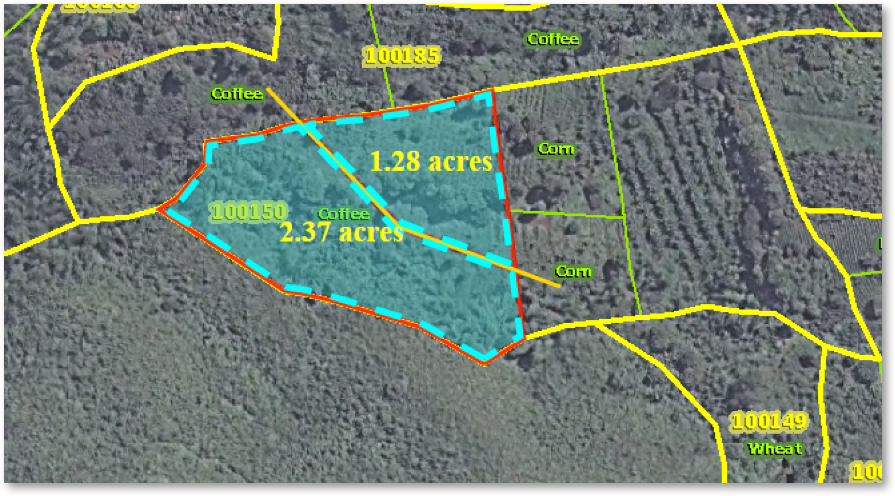 100185
Coffee
Coffee
Corn
1.28 acres
100150
Coffee
2.37 acres
Corn
100149
Wheat